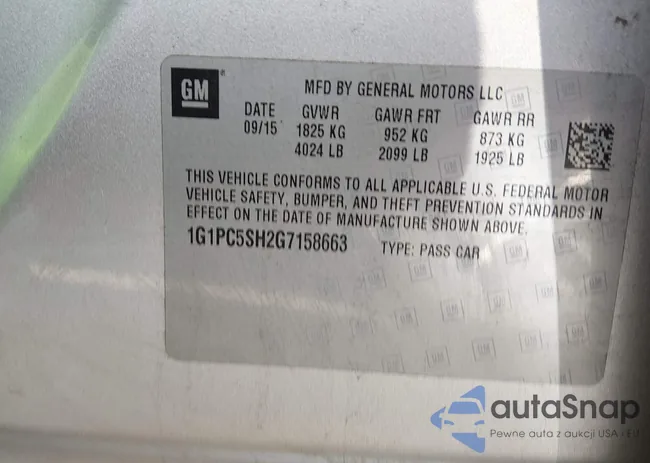 GM
MFD BY GENERAL MOTORS LLC
DATE GVWR GAWR FRT GAWR RR
09/15 1825 KG 952 KG 873 KG
4024 LB 2099 LB 1925 LB
THIS VEHICLE CONFORMS TO ALL APPLICABLE U.S. FEDERAL MOTOR
VEHICLE SAFETY, BUMPER, AND THEFT PREVENTION STANDARDS IN
EFFECT ON THE DATE OF MANUFACTURE SHOWN ABOVE.
1G1PC5SH2G7158663 TYPE: PASS CAR
autaSnap
Pewne auta z aukcji USA - EU